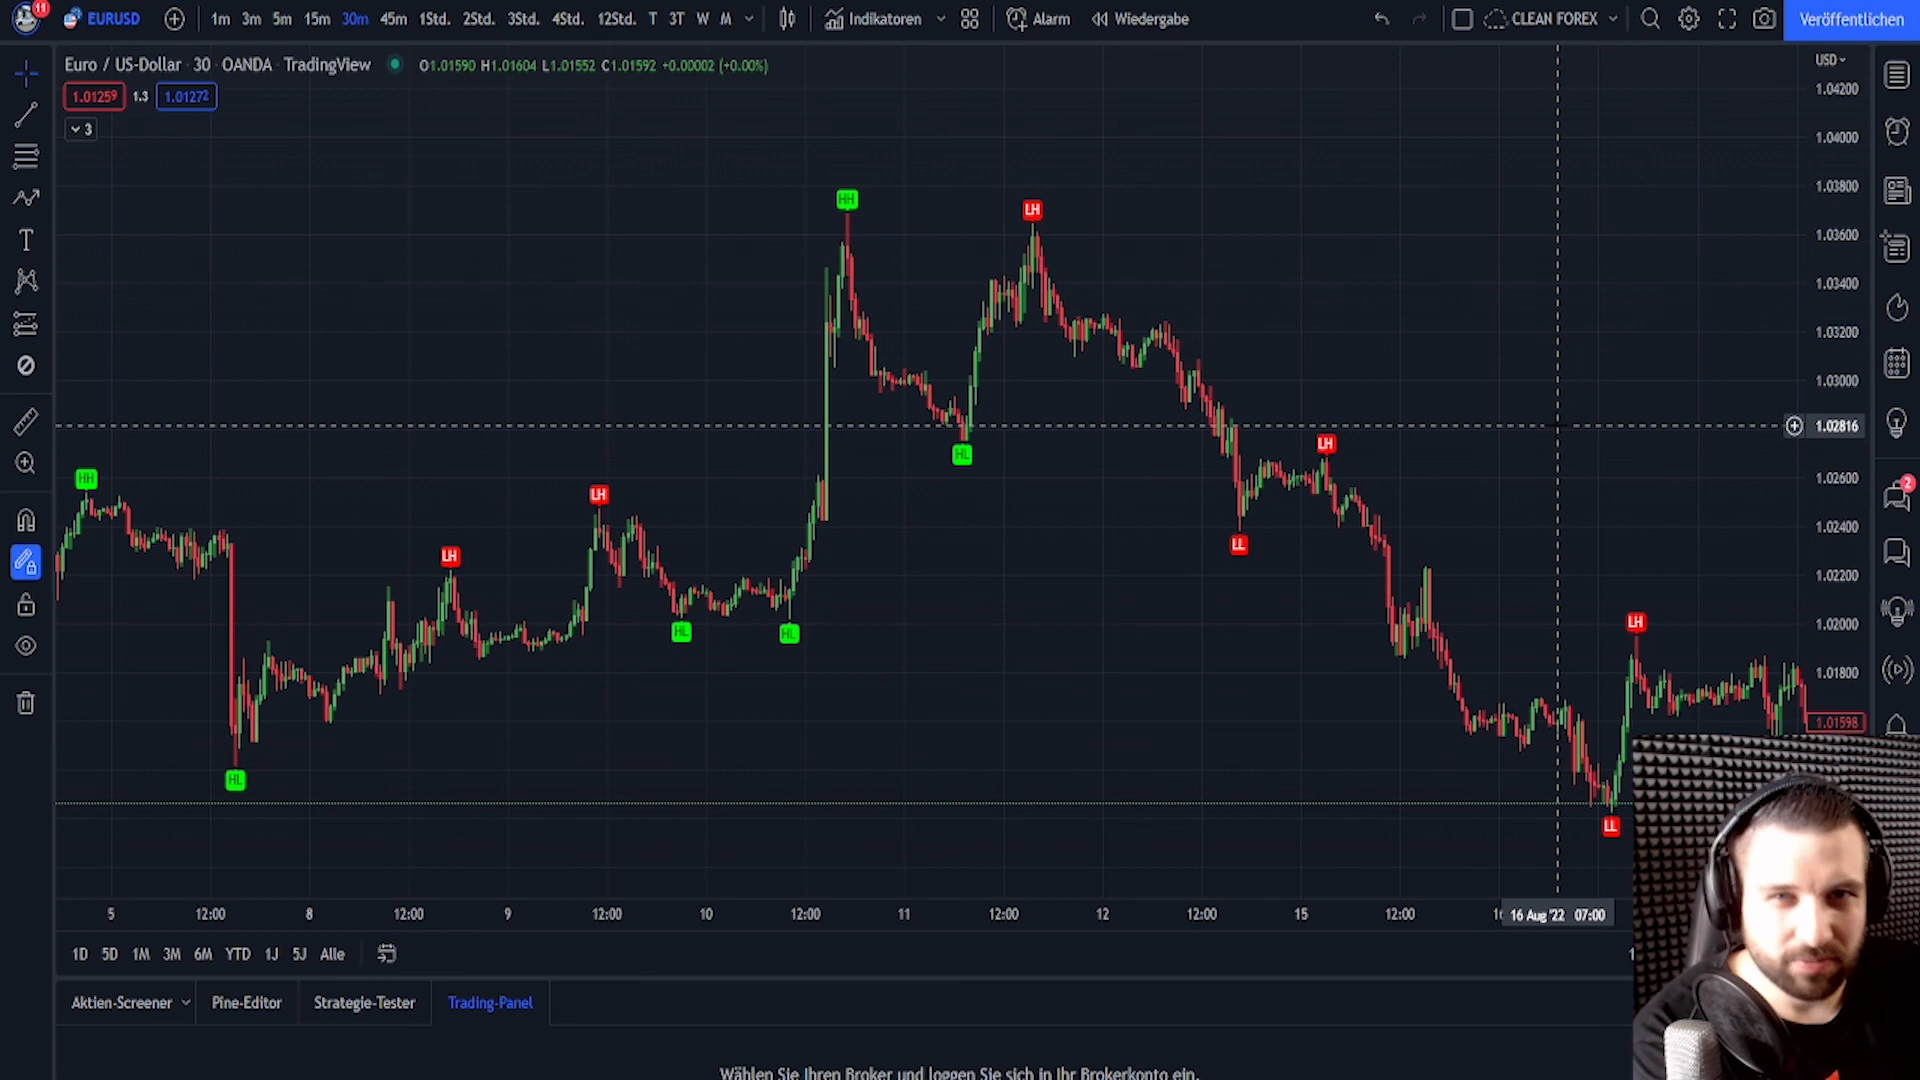 11
EURUSD 1m 3m 5m 15m 30m 45m 1Std. 2Std. 3Std. 4Std. 12Std. T 3T W M Indikatoren Alarm Wiedergabe CLEAN FOREX Veröffentlichen
Euro / US-Dollar · 30 · OANDA · TradingView O1.01590 H1.01604 L1.01552 C1.01592 +0.00002 (+0.00%)
USD
1.01259 1.3 1.01272
3
1.04200
1.04000
1.03800
1.03600
1.03400
1.03200
1.03000
1.02816
1.02600
1.02400
1.02200
1.02000
1.01800
1.01598
2
HH
LH
HH
LH
HL
LH
LH
LL
LH
HL
HL
LH
HL
LL
5 12:00 8 12:00 9 12:00 10 12:00 11 12:00 12 12:00 15 12:00 16 Aug '22 07:00
1D 5D 1M 3M 6M YTD 1J 5J Alle
Aktien-Screener Pine-Editor Strategie-Tester Trading-Panel
Wählen Sie Ihren Broker und loggen Sie sich in Ihr Brokerkonto ein.